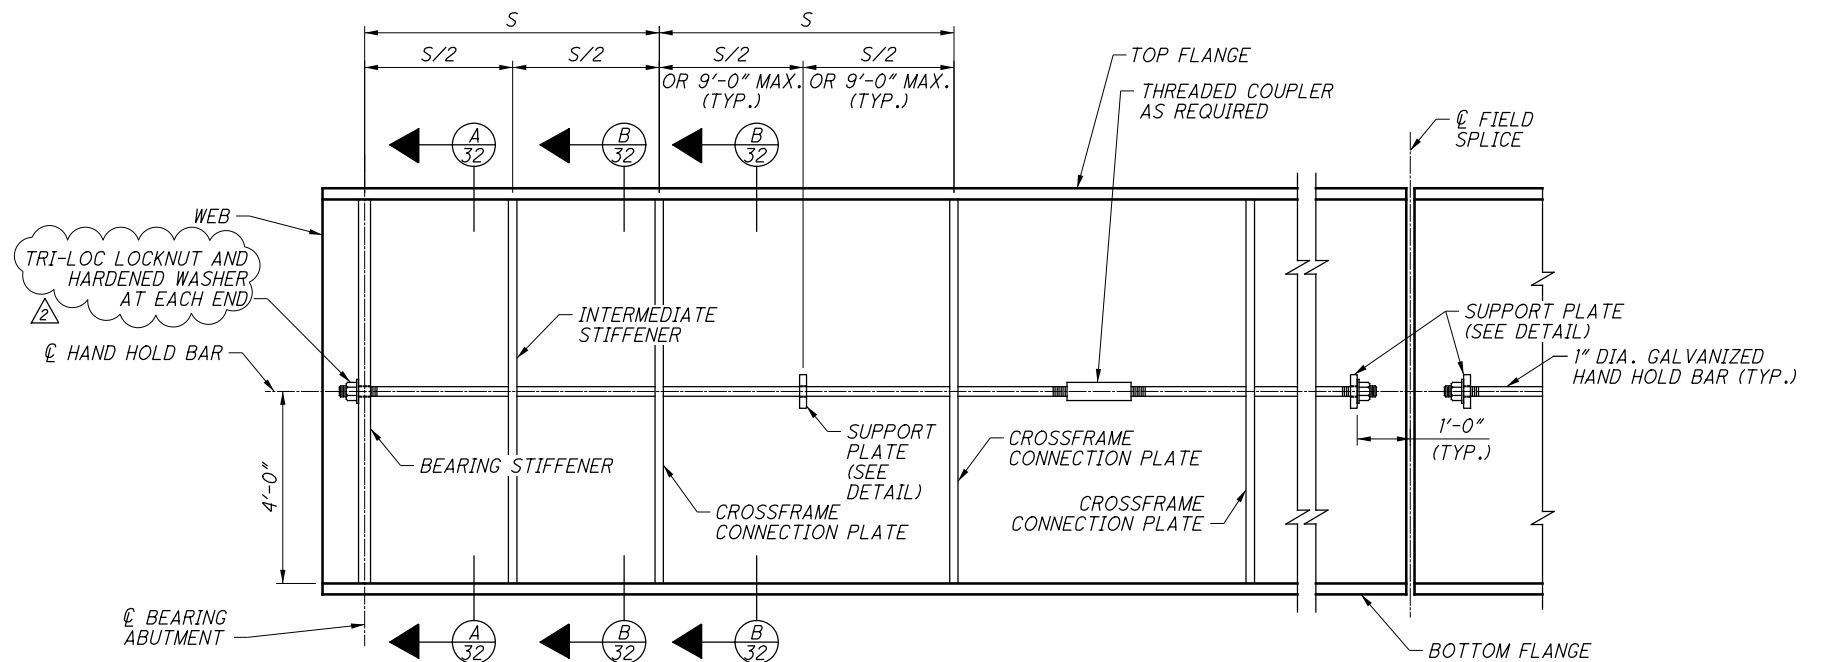 S
S
S/2
S/2
S/2
S/2
OR 9'-0" MAX.
(TYP.)
OR 9'-0" MAX.
(TYP.)
TOP FLANGE
THREADED COUPLER
AS REQUIRED
℄ FIELD
SPLICE
A
32
B
32
B
32
WEB
TRI-LOC LOCKNUT AND
HARDENED WASHER
AT EACH END
2
INTERMEDIATE
STIFFENER
SUPPORT PLATE
(SEE DETAIL)
℄ HAND HOLD BAR
1" DIA. GALVANIZED
HAND HOLD BAR (TYP.)
SUPPORT
PLATE
(SEE
DETAIL)
CROSSFRAME
CONNECTION PLATE
1'-0"
(TYP.)
BEARING STIFFENER
4'-0"
CROSSFRAME
CONNECTION PLATE
CROSSFRAME
CONNECTION PLATE
℄ BEARING
ABUTMENT
A
32
B
32
B
32
BOTTOM FLANGE